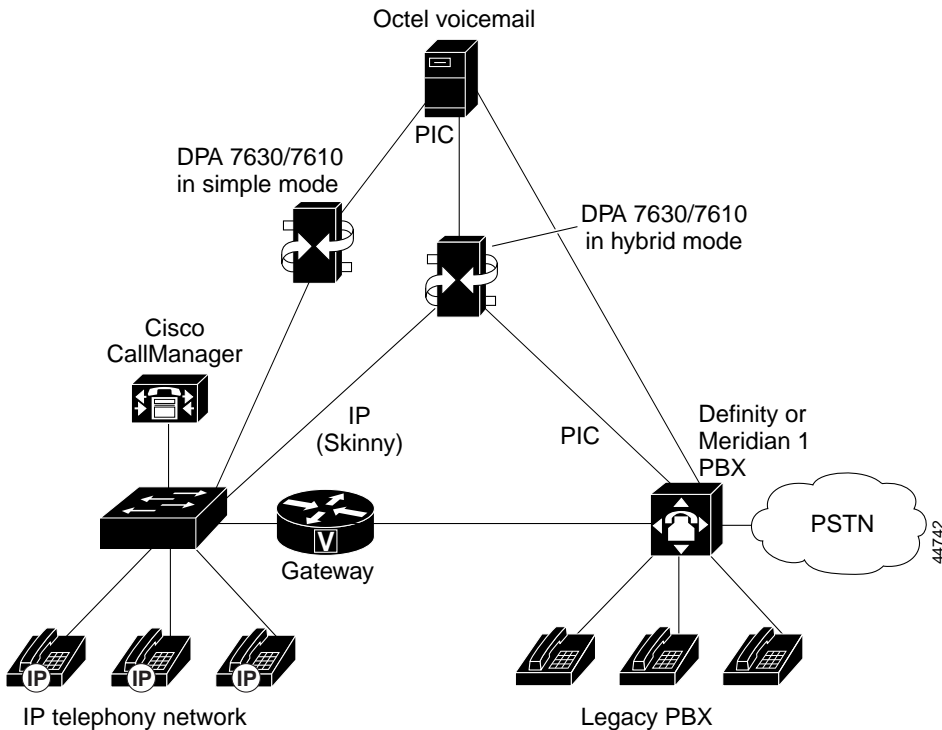 Octel voicemail
PIC
DPA 7630/7610
in simple mode
DPA 7630/7610
in hybrid mode
Cisco
CallManager
IP
(Skinny)
PIC
Definity or
Meridian 1
PBX
V
Gateway
PSTN
44742
IP
IP
IP
IP telephony network
Legacy PBX